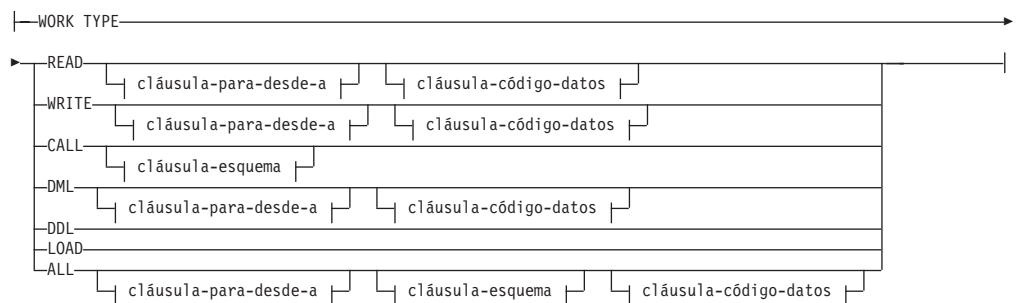 WORK TYPE
READ
cláusula-para-desde-a cláusula-código-datos
WRITE
cláusula-para-desde-a cláusula-código-datos
CALL
cláusula-esquema
DML
cláusula-para-desde-a cláusula-código-datos
DDL
LOAD
ALL
cláusula-para-desde-a cláusula-esquema cláusula-código-datos